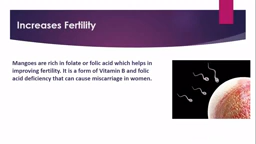 Increases Fertility
Mangoes are rich in folate or folic acid which helps in
improving fertility. It is a form of Vitamin B and folic
acid deficiency that can cause miscarriage in women.